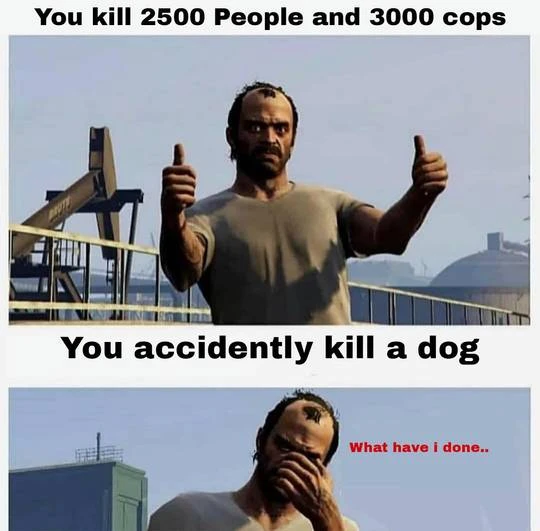 You kill 2500 People and 3000 cops
You accidently kill a dog
What have i done..